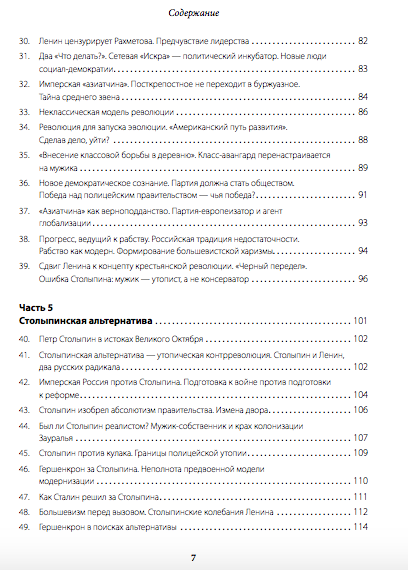 Содержание
30. Ленин цензурирует Рахметова. Предчувствие лидерства 82
31. Два «Что делать?». Сетевая «Искра» — политический инкубатор. Новые люди
социал-демократии 83
32. Имперская «азиатчина». Посткрепостное не переходит в буржуазное.
Тайна среднего звена 84
33. Неклассическая модель революции 86
34. Революция для запуска эволюции. «Американский путь развития».
Сделав дело, уйти? 88
35. «Внесение классовой борьбы в деревню». Класс-авангард перенастраивается
на мужика 89
36. Новое демократическое сознание. Партия должна стать обществом.
Победа над полицейским правительством — чья победа? 91
37. «Азиатчина» как верноподданство. Партия-европеизатор и агент
глобализации 93
38. Прогресс, ведущий к рабству. Российская традиция недостаточности.
Рабство как модерн. Формирование большевистской харизмы. 94
39. Сдвиг Ленина к концепту крестьянской революции. «Черный передел».
Ошибка Столыпина: мужик — утопист, а не консерватор 96
Часть 5
Столыпинская альтернатива 101
40. Петр Столыпин в истоках Великого Октября 102
41. Столыпинская альтернатива — утопическая контрреволюция. Столыпин и Ленин,
два русских радикала 102
42. Имперская Россия против Столыпина. Подготовка к войне против подготовки
к реформе 104
43. Столыпин изобрел абсолютизм правительства. Измена двора 106
44. Был ли Столыпин реалистом? Мужик-собственник и крах колонизации
Зауралья 107
45. Столыпин против кулака. Границы полицейской утопии 109
46. Гершенкрон за Столыпина. Неполнота предвоенной модели
модернизации 110
47. Как Сталин решил за Столыпина 111
48. Большевизм перед вызовом. Столыпинские колебания Ленина 112
49. Гершенкрон в поисках альтернативы 114
7